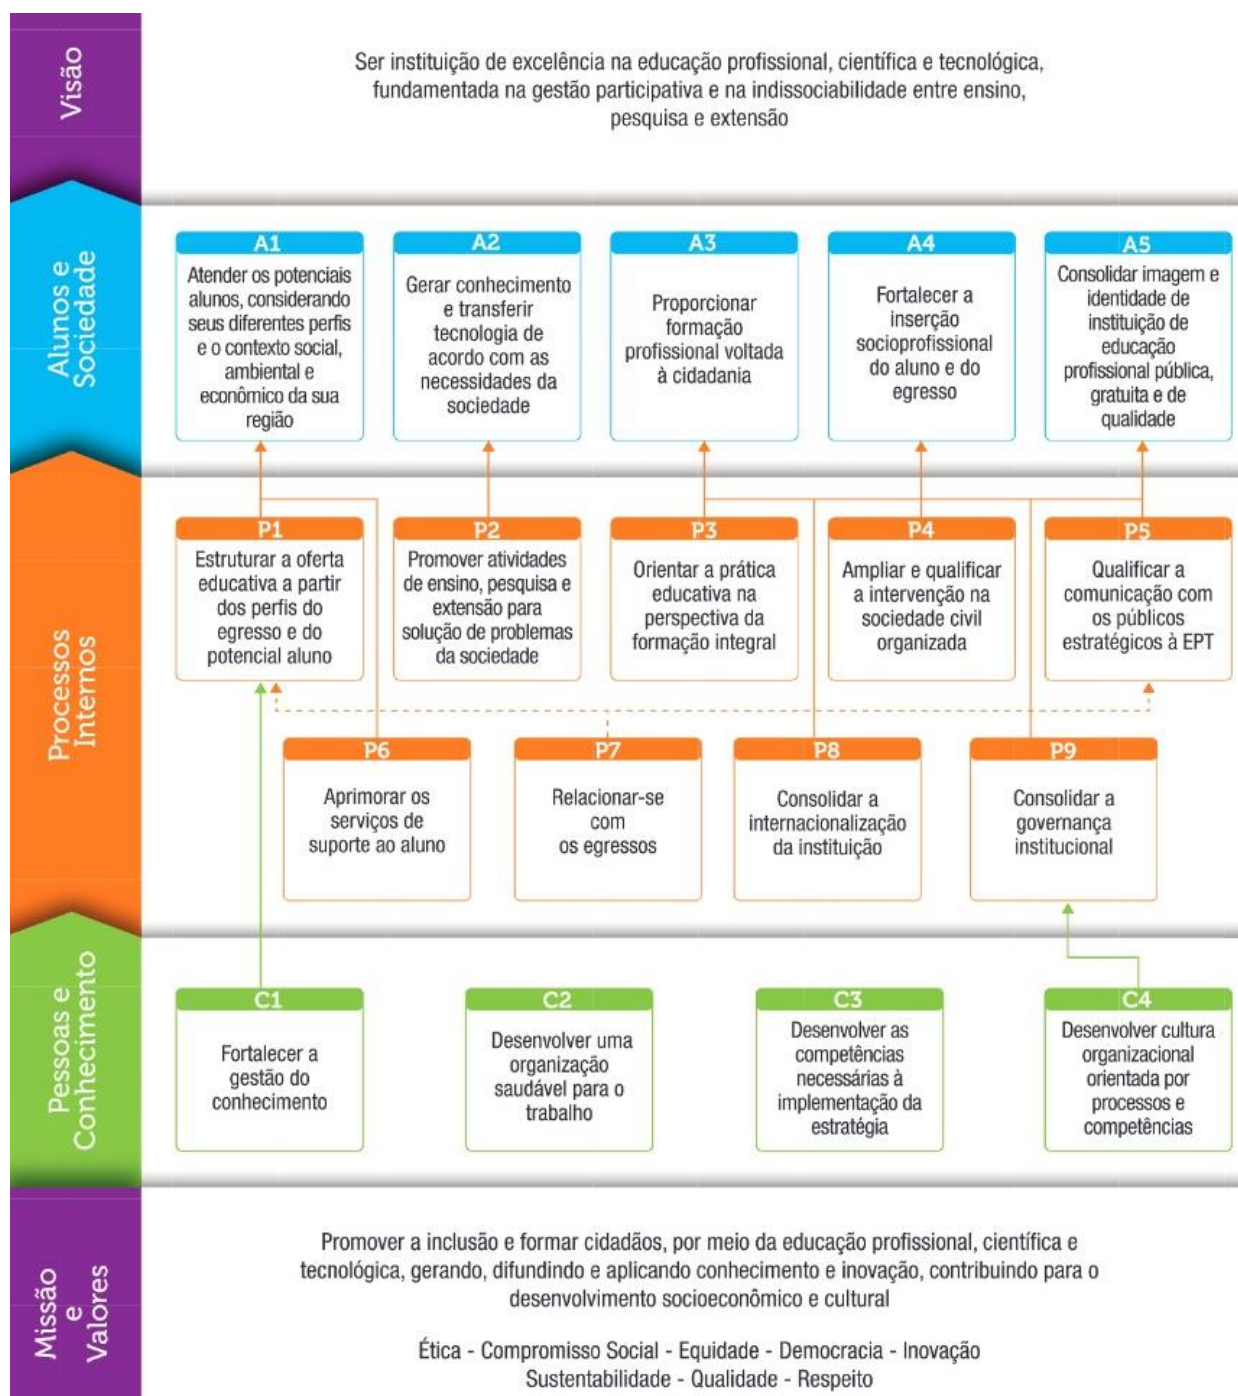 Visão
Ser instituição de excelência na educação profissional, científica e tecnológica,
fundamentada na gestão participativa e na indissociabilidade entre ensino,
pesquisa e extensão
Alunos e
Sociedade
A1
Atender os potenciais
alunos, considerando
seus diferentes perfis
e o contexto social,
ambiental e
econômico da sua
região
A2
Gerar conhecimento
e transferir
tecnologia de
acordo com as
necessidades da
sociedade
A3
Proporcionar
formação
profissional voltada
à cidadania
A4
Fortalecer a
inserção
socioprofissional
do aluno e do
egresso
A5
Consolidar imagem e
identidade de
instituição de
educação
profissional pública,
gratuita e de
qualidade
Processos
Internos
P1
Estruturar a oferta
educativa a partir
dos perfis do
egresso e do
potencial aluno
P2
Promover atividades
de ensino, pesquisa e
extensão para
solução de problemas
da sociedade
P3
Orientar a prática
educativa na
perspectiva da
formação integral
P4
Ampliar e qualificar
a intervenção na
sociedade civil
organizada
P5
Qualificar a
comunicação com
os públicos
estratégicos à EPT
P6
Aprimorar os
serviços de
suporte ao aluno
P7
Relacionar-se
com
os egressos
P8
Consolidar a
internacionalização
da instituição
P9
Consolidar a
governança
institucional
Pessoas e
Conhecimento
C1
Fortalecer a
gestão do
conhecimento
C2
Desenvolver uma
organização
saudável para o
trabalho
C3
Desenvolver as
competências
necessárias à
implementação da
estratégia
C4
Desenvolver cultura
organizacional
orientada por
processos e
competências
Missão
e
Valores
Promover a inclusão e formar cidadãos, por meio da educação profissional, científica e
tecnológica, gerando, difundindo e aplicando conhecimento e inovação, contribuindo para o
desenvolvimento socioeconômico e cultural
Ética - Compromisso Social - Equidade - Democracia - Inovação
Sustentabilidade - Qualidade - Respeito